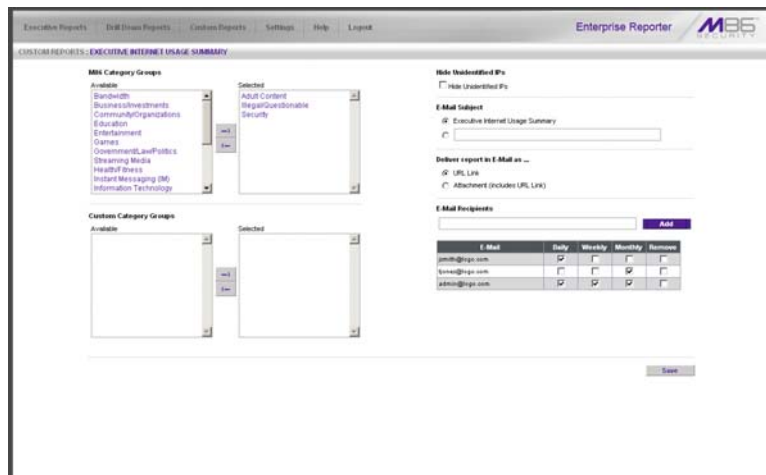 Executive Reports Drill Down Reports Custom Reports Settings Help Logout
Enterprise Reporter
M86 SECURITY
CUSTOM REPORTS : EXECUTIVE INTERNET USAGE SUMMARY
M86 Category Groups
Available Selected
Bandwidth
Business/Investments
Community/Organizations
Education
Entertainment
Games
Government/Law/Politics
Streaming Media
Health/Fitness
Instant Messaging (IM)
Information Technology
Adult Content
Illegal/Questionable
Security
Custom Category Groups
Available Selected
Hide Unidentified IPs
Hide Unidentified IPs
E-Mail Subject
Executive Internet Usage Summary
Deliver report in E-Mail as ...
URL Link
Attachment (includes URL Link)
E-Mail Recipients
Add
E-Mail Daily Weekly Monthly Remove
jsmith@logo.com
tjones@logo.com
admin@logo.com
Save